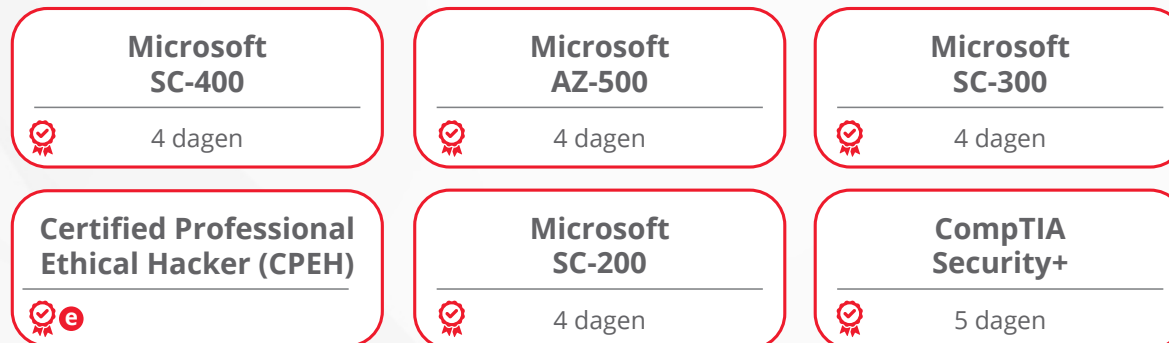 Microsoft
SC-400
4 dagen
Microsoft
AZ-500
4 dagen
Microsoft
SC-300
4 dagen
Certified Professional
Ethical Hacker (CPEH)
e
Microsoft
SC-200
4 dagen
CompTIA
Security+
5 dagen